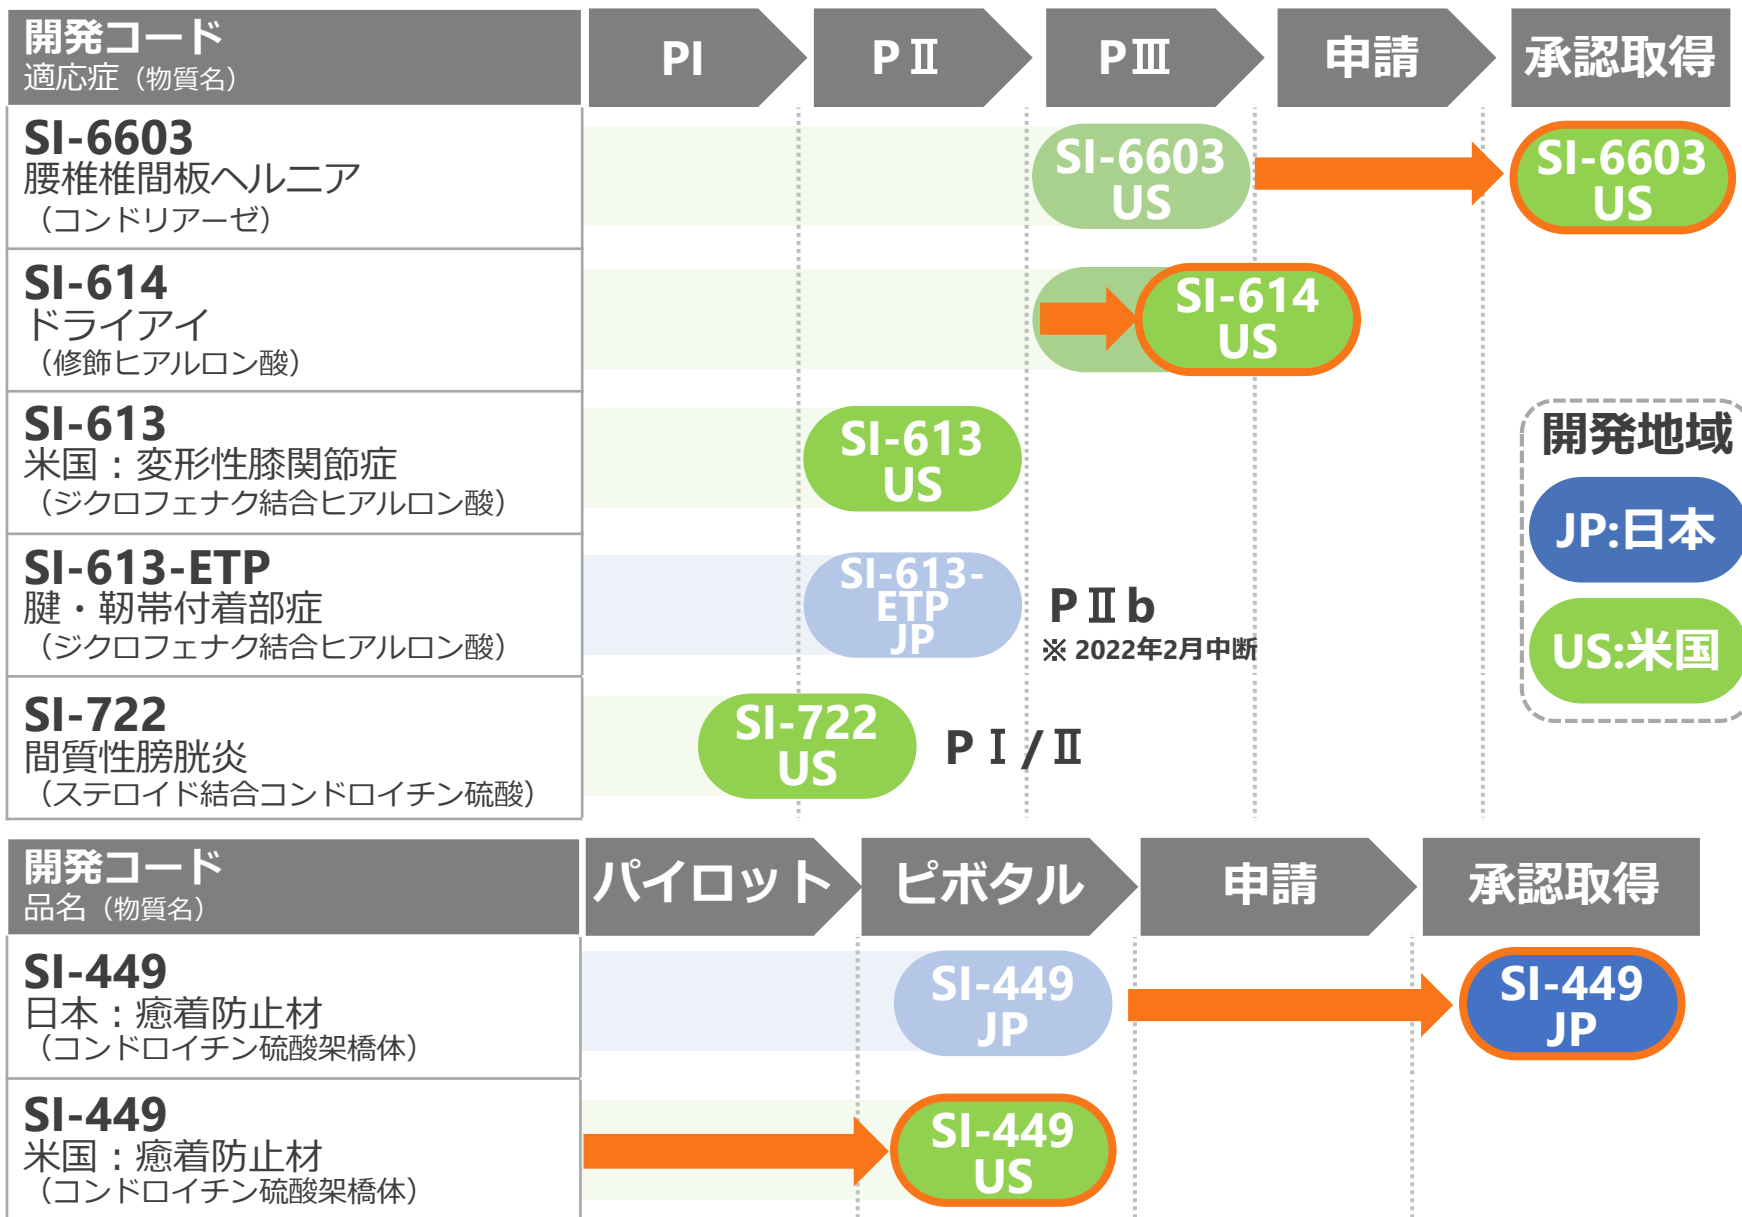 開発コード
適応症（物質名）
PⅠ
PⅡ
PⅢ
申請
承認取得
SI-6603
腰椎椎間板ヘルニア
（コンドリアーゼ）
SI-6603
US
SI-6603
US
SI-614
ドライアイ
（修飾ヒアルロン酸）
SI-614
US
SI-613
米国：変形性膝関節症
（ジクロフェナク結合ヒアルロン酸）
SI-613
US
SI-613-ETP
腱・靭帯付着部症
（ジクロフェナク結合ヒアルロン酸）
SI-613-
ETP
JP
PⅡb
※ 2022年2月中断
SI-722
間質性膀胱炎
（ステロイド結合コンドロイチン硫酸）
SI-722
US
PⅠ/Ⅱ
開発地域
JP:日本
US:米国
開発コード
品名（物質名）
パイロット
ピボタル
申請
承認取得
SI-449
日本：癒着防止材
（コンドロイチン硫酸架橋体）
SI-449
JP
SI-449
JP
SI-449
米国：癒着防止材
（コンドロイチン硫酸架橋体）
SI-449
US